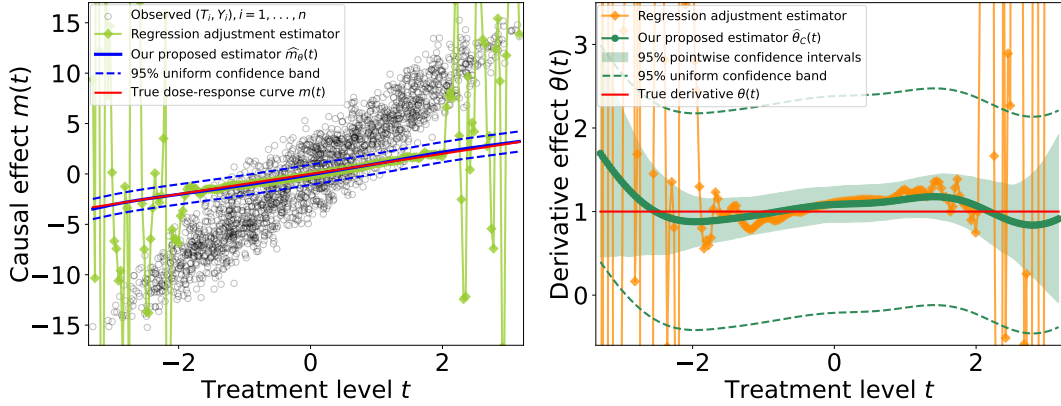 Observed (Tᵢ, Yᵢ), i = 1, . . . , n
Regression adjustment estimator
Our proposed estimator m̂_θ(t)
95% uniform confidence band
True dose-response curve m(t)
15
10
5
0
−5
−10
−15
−2
0
2
Causal effect m(t)
Treatment level t
Regression adjustment estimator
Our proposed estimator θ̂_C(t)
95% pointwise confidence intervals
95% uniform confidence band
True derivative θ(t)
3
2
1
0
−2
0
2
Derivative effect θ(t)
Treatment level t